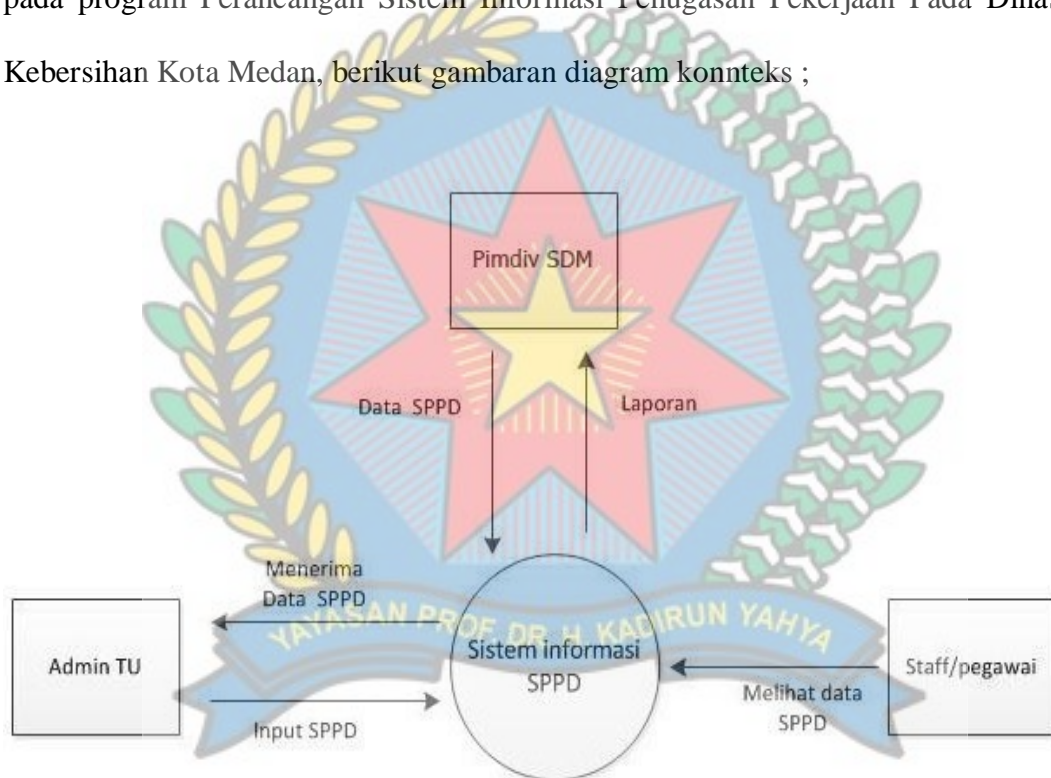 pada program Perancangan Sistem Informasi Penugasan Pekerjaan Pada Dinas
Kebersihan Kota Medan, berikut gambaran diagram konnteks ;
Pimdiv SDM
Data SPPD
Laporan
Menerima
Data SPPD
YAYASAN PROF. DR. H. KADIRUN YAHYA
Sistem informasi
SPPD
Admin TU
Staff/pegawai
Melihat data
SPPD
Input SPPD